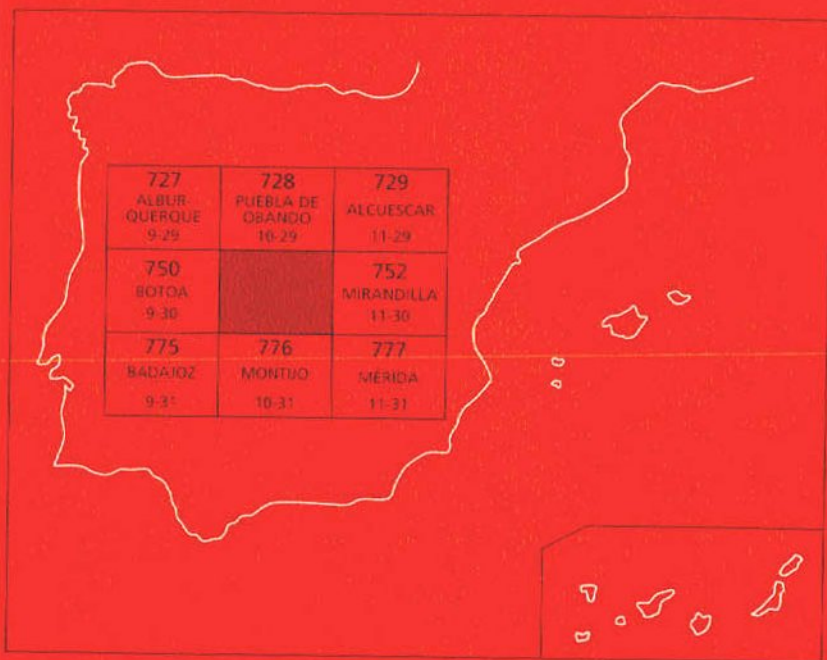 727
ALBUR-
QUERQUE
9-29
728
PUEBLA DE
OBANDO
10-29
729
ALCUESCAR
11-29
750
BOTOA
9-30
752
MIRANDILLA
11-30
775
BADAJOZ
9-31
776
MONTIJO
10-31
777
MÉRIDA
11-31